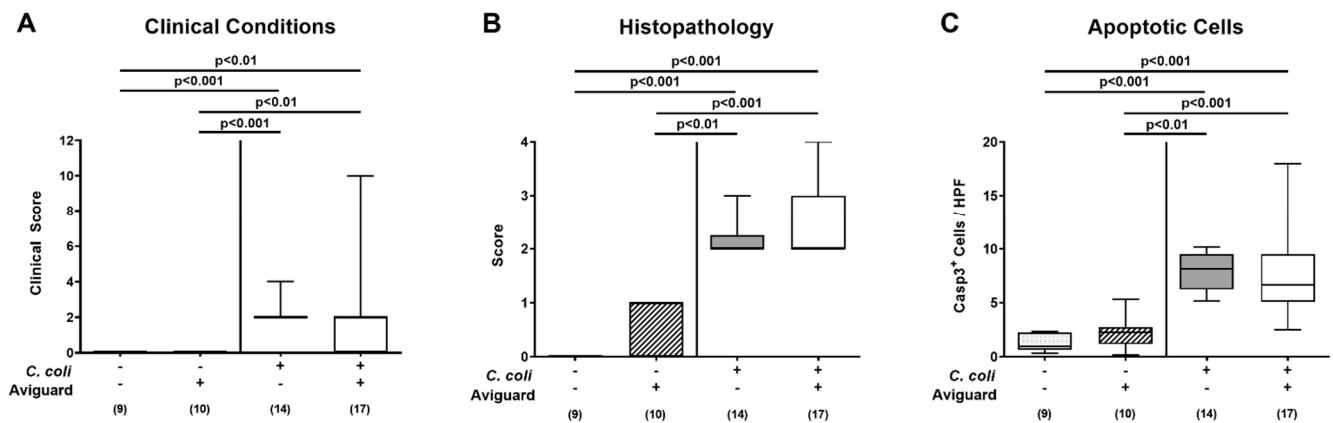 A
Clinical Conditions
p<0.01
p<0.001
p<0.01
p<0.001
Clinical Score
12
10
8
6
4
2
0
C. coli - - + +
Aviguard - + - +
(9) (10) (14) (17)
B
Histopathology
p<0.001
p<0.001
p<0.001
p<0.01
Score
4
3
2
1
0
C. coli - - + +
Aviguard - + - +
(9) (10) (14) (17)
C
Apoptotic Cells
p<0.001
p<0.001
p<0.001
p<0.01
Casp3⁺ Cells / HPF
20
15
10
5
0
C. coli - - + +
Aviguard - + - +
(9) (10) (14) (17)